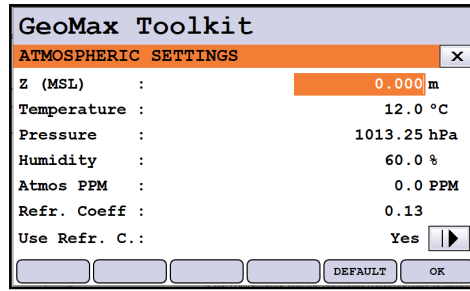 GeoMax Toolkit
ATMOSPHERIC SETTINGS X
Z (MSL) : 0.000 m
Temperature : 12.0 °C
Pressure : 1013.25 hPa
Humidity : 60.0 %
Atmos PPM : 0.0 PPM
Refr. Coeff : 0.13
Use Refr. C.: Yes
DEFAULT OK